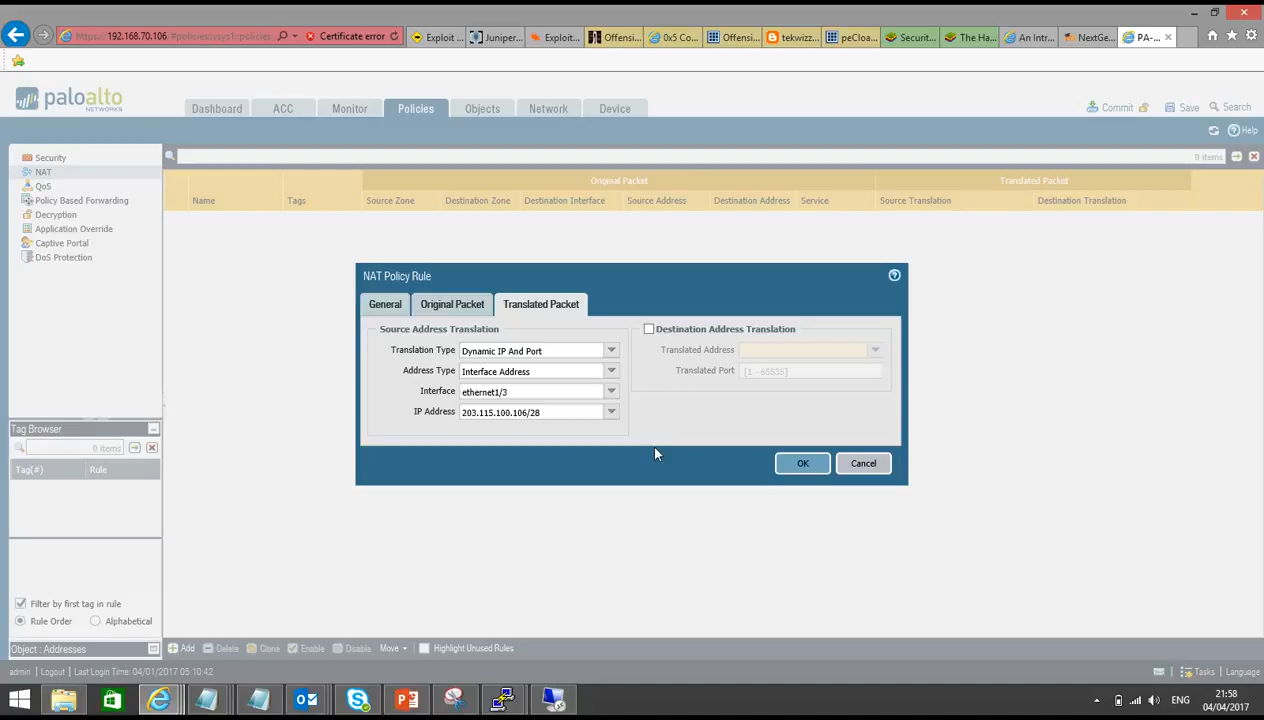 https://192.168.70.106/#policies:vsys1::policies
Certificate error
Exploit ...
Juniper...
Exploit...
Offensi...
0x5 Co...
Offensi...
tekwizz...
peCloa...
Securit...
The Ha...
An Intr...
NextGe...
PA-...
paloalto
NETWORKS
Dashboard
ACC
Monitor
Policies
Objects
Network
Device
Commit
Save
Search
Help
Security
NAT
QoS
Policy Based Forwarding
Decryption
Application Override
Captive Portal
DoS Protection
0 items
Original Packet
Translated Packet
Name
Tags
Source Zone
Destination Zone
Destination Interface
Source Address
Destination Address
Service
Source Translation
Destination Translation
NAT Policy Rule
General
Original Packet
Translated Packet
Source Address Translation
Translation Type
Dynamic IP And Port
Address Type
Interface Address
Interface
ethernet1/3
IP Address
203.115.100.106/28
Destination Address Translation
Translated Address
Translated Port
[1 - 65535]
OK
Cancel
Tag Browser
0 items
Tag(#)
Rule
Filter by first tag in rule
Rule Order
Alphabetical
Object : Addresses
Add
Delete
Clone
Enable
Disable
Move
Highlight Unused Rules
admin | Logout | Last Login Time: 04/01/2017 05:10:42
Tasks | Language
ENG
21:58
04/04/2017